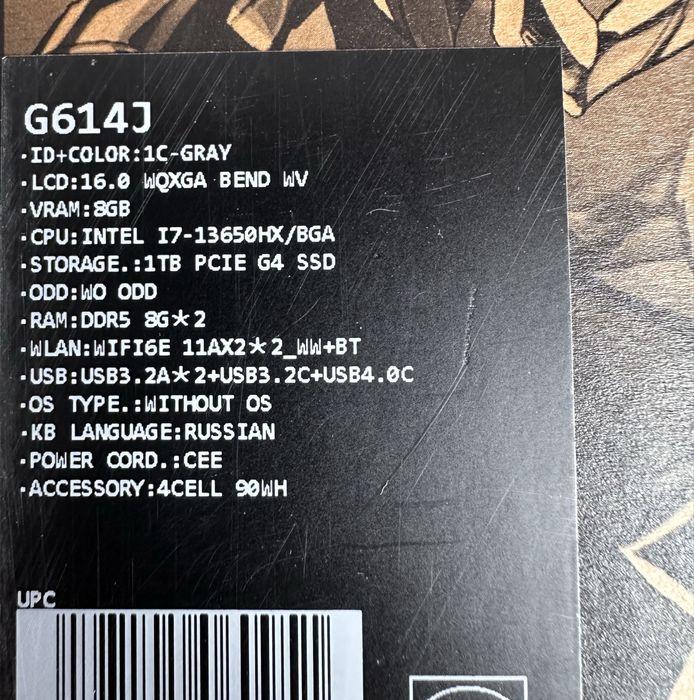 G614J
·ID+COLOR:1C-GRAY
·LCD:16.0 WQXGA BEND WV
·VRAM:8GB
·CPU:INTEL I7-13650HX/BGA
·STORAGE.:1TB PCIE G4 SSD
·ODD:WO ODD
·RAM:DDR5 8G*2
·WLAN:WIFI6E 11AX2*2_WW+BT
·USB:USB3.2A*2+USB3.2C+USB4.0C
·OS TYPE.:WITHOUT OS
·KB LANGUAGE:RUSSIAN
·POWER CORD.:CEE
·ACCESSORY:4CELL 90WH
UPC